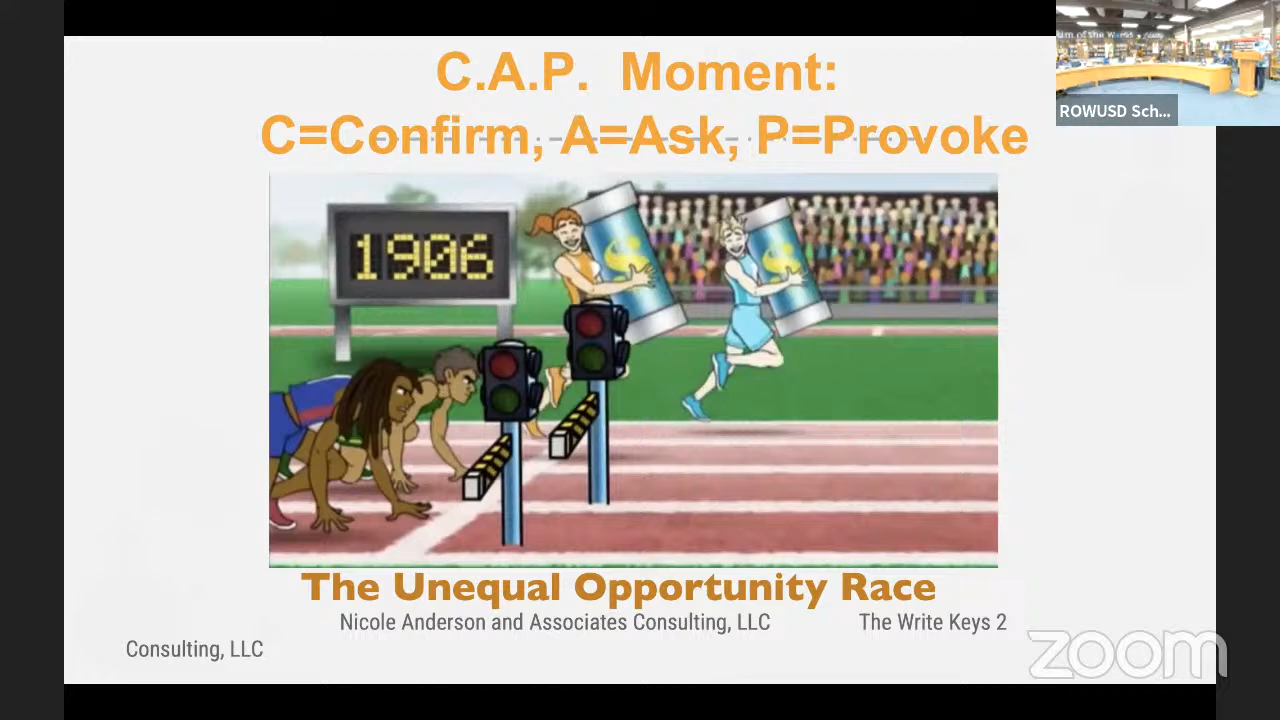 C.A.P. Moment:
C=Confirm, A=Ask, P=Provoke
ROWUSD Sch...
1906
$
$
The Unequal Opportunity Race
Nicole Anderson and Associates Consulting, LLC The Write Keys 2
Consulting, LLC
zoom